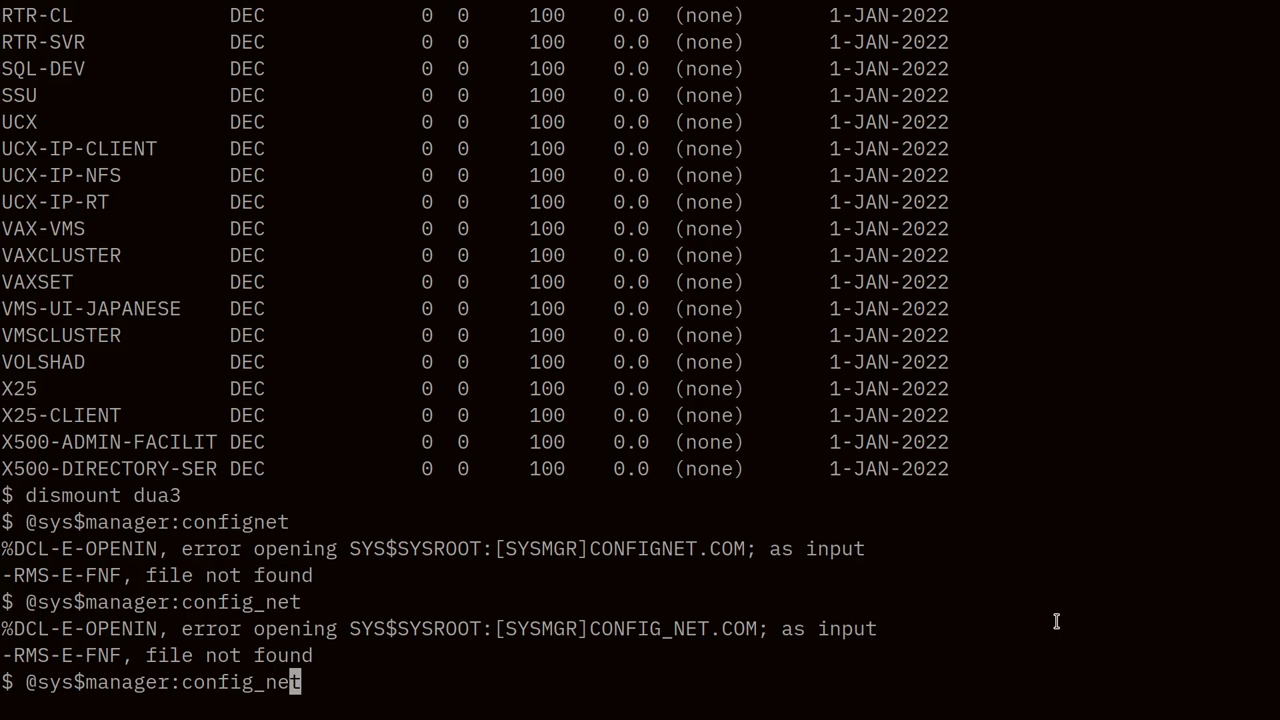 RTR-CL DEC 0 0 100 0.0 (none) 1-JAN-2022
RTR-SVR DEC 0 0 100 0.0 (none) 1-JAN-2022
SQL-DEV DEC 0 0 100 0.0 (none) 1-JAN-2022
SSU DEC 0 0 100 0.0 (none) 1-JAN-2022
UCX DEC 0 0 100 0.0 (none) 1-JAN-2022
UCX-IP-CLIENT DEC 0 0 100 0.0 (none) 1-JAN-2022
UCX-IP-NFS DEC 0 0 100 0.0 (none) 1-JAN-2022
UCX-IP-RT DEC 0 0 100 0.0 (none) 1-JAN-2022
VAX-VMS DEC 0 0 100 0.0 (none) 1-JAN-2022
VAXCLUSTER DEC 0 0 100 0.0 (none) 1-JAN-2022
VAXSET DEC 0 0 100 0.0 (none) 1-JAN-2022
VMS-UI-JAPANESE DEC 0 0 100 0.0 (none) 1-JAN-2022
VMSCLUSTER DEC 0 0 100 0.0 (none) 1-JAN-2022
VOLSHAD DEC 0 0 100 0.0 (none) 1-JAN-2022
X25 DEC 0 0 100 0.0 (none) 1-JAN-2022
X25-CLIENT DEC 0 0 100 0.0 (none) 1-JAN-2022
X500-ADMIN-FACILIT DEC 0 0 100 0.0 (none) 1-JAN-2022
X500-DIRECTORY-SER DEC 0 0 100 0.0 (none) 1-JAN-2022
$ dismount dua3
$ @sys$manager:confignet
%DCL-E-OPENIN, error opening SYS$SYSROOT:[SYSMGR]CONFIGNET.COM; as input
-RMS-E-FNF, file not found
$ @sys$manager:config_net
%DCL-E-OPENIN, error opening SYS$SYSROOT:[SYSMGR]CONFIG_NET.COM; as input
-RMS-E-FNF, file not found
$ @sys$manager:config_net